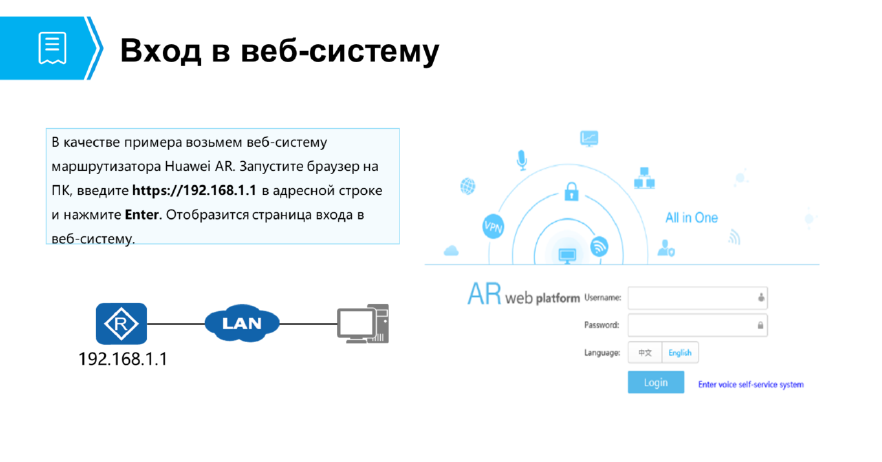 Вход в веб-систему
В качестве примера возьмем веб-систему
маршрутизатора Huawei AR. Запустите браузер на
ПК, введите https://192.168.1.1 в адресной строке
и нажмите Enter. Отобразится страница входа в
веб-систему.
R
LAN
192.168.1.1
VPN
All in One
AR web platform
Username:
Password:
Language: 中文 English
Login
Enter voice self-service system